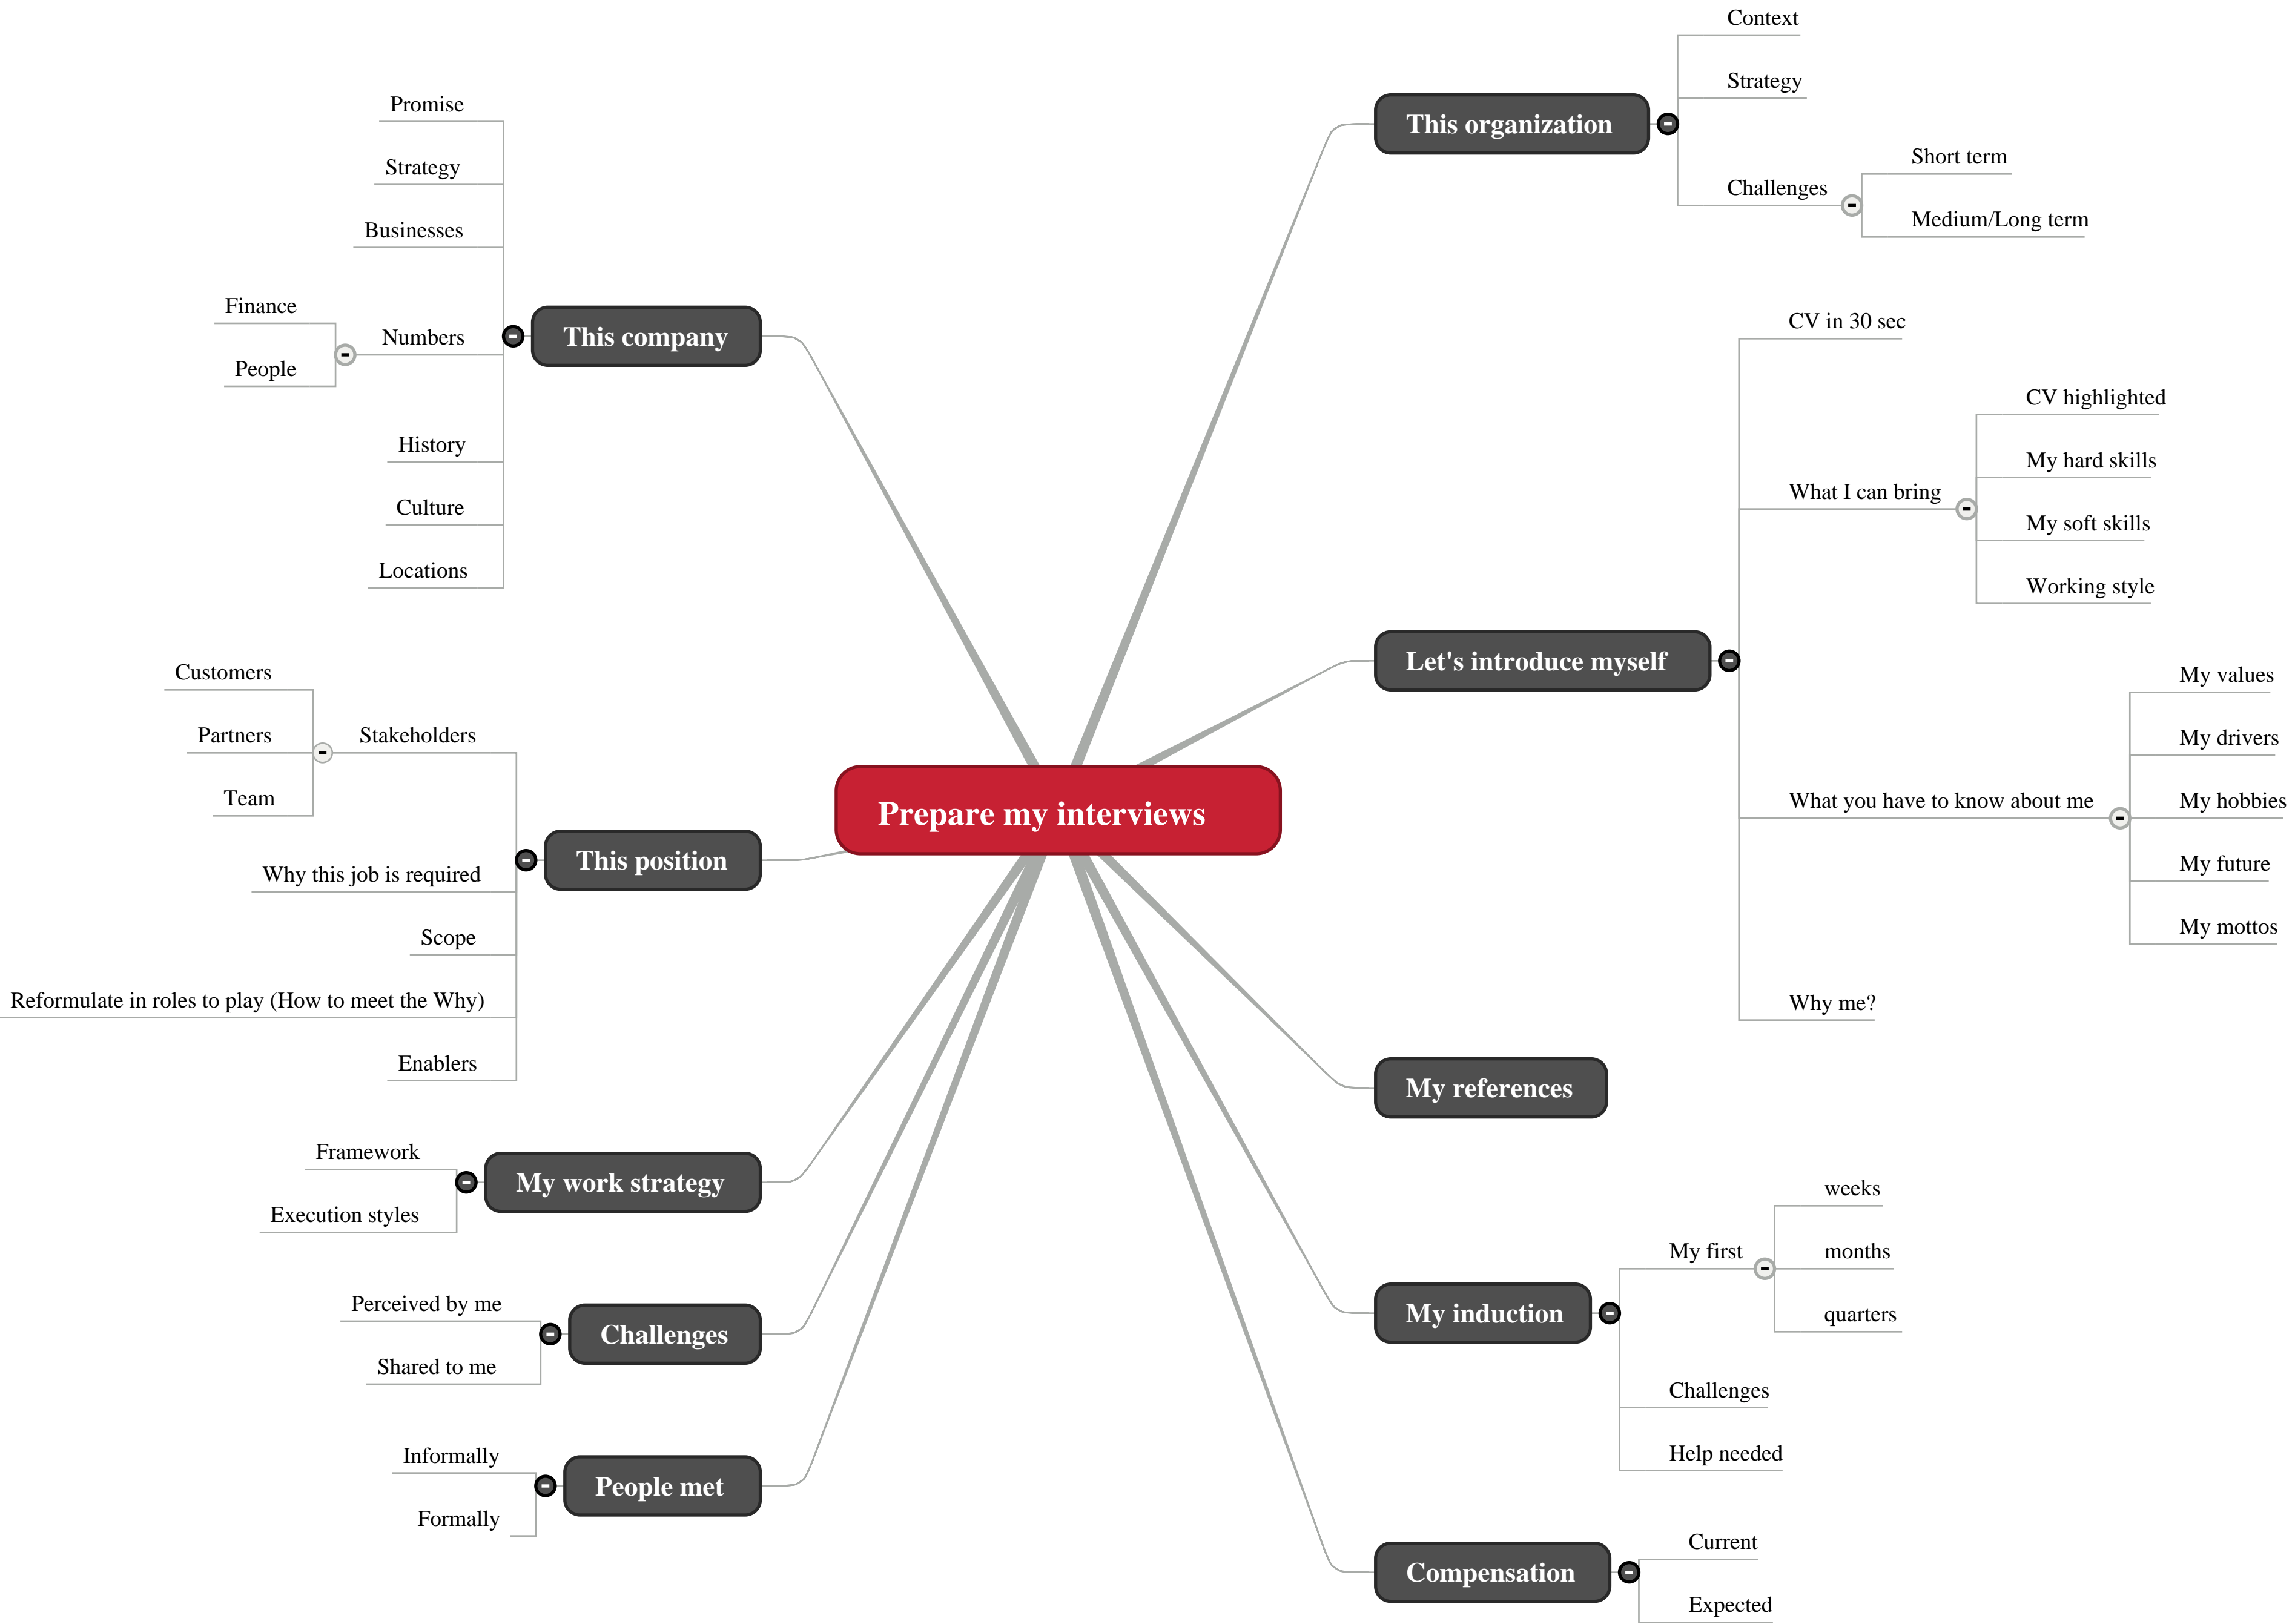 Prepare my interviews
This organization
Context
Strategy
Challenges
Short term
Medium/Long term
Let's introduce myself
CV in 30 sec
What I can bring
CV highlighted
My hard skills
My soft skills
Working style
What you have to know about me
My values
My drivers
My hobbies
My future
My mottos
Why me?
My references
My induction
My first
weeks
months
quarters
Challenges
Help needed
Compensation
Current
Expected
This company
Promise
Strategy
Businesses
Numbers
Finance
People
History
Culture
Locations
This position
Stakeholders
Customers
Partners
Team
Why this job is required
Scope
Reformulate in roles to play (How to meet the Why)
Enablers
My work strategy
Framework
Execution styles
Challenges
Perceived by me
Shared to me
People met
Informally
Formally